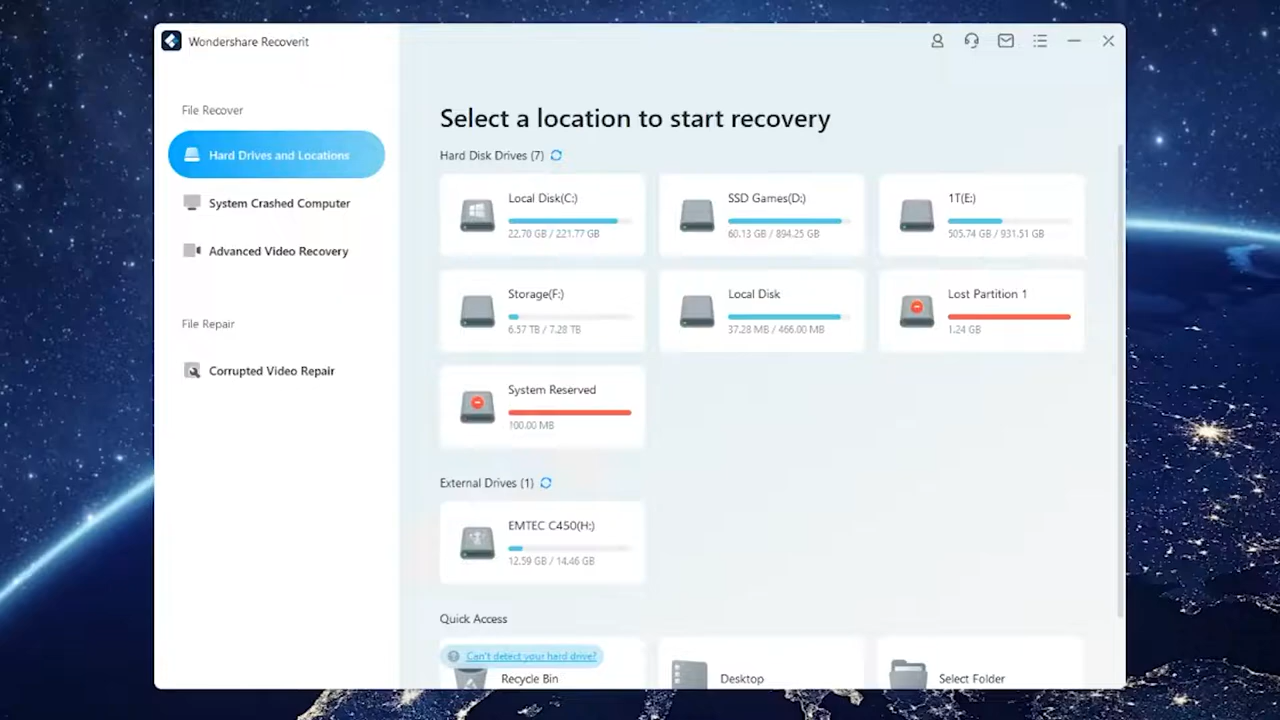 Wondershare Recoverit
File Recover
Hard Drives and Locations
System Crashed Computer
Advanced Video Recovery
File Repair
Corrupted Video Repair
Select a location to start recovery
Hard Disk Drives (7)
Local Disk(C:)
22.70 GB / 221.77 GB
SSD Games(D:)
60.13 GB / 894.25 GB
1T(E:)
505.74 GB / 931.51 GB
Storage(F:)
6.57 TB / 7.28 TB
Local Disk
37.28 MB / 466.00 MB
Lost Partition 1
1.24 GB
System Reserved
100.00 MB
External Drives (1)
EMTEC C450(H:)
12.59 GB / 14.46 GB
Quick Access
Can't detect your hard drive?
Recycle Bin
Desktop
Select Folder